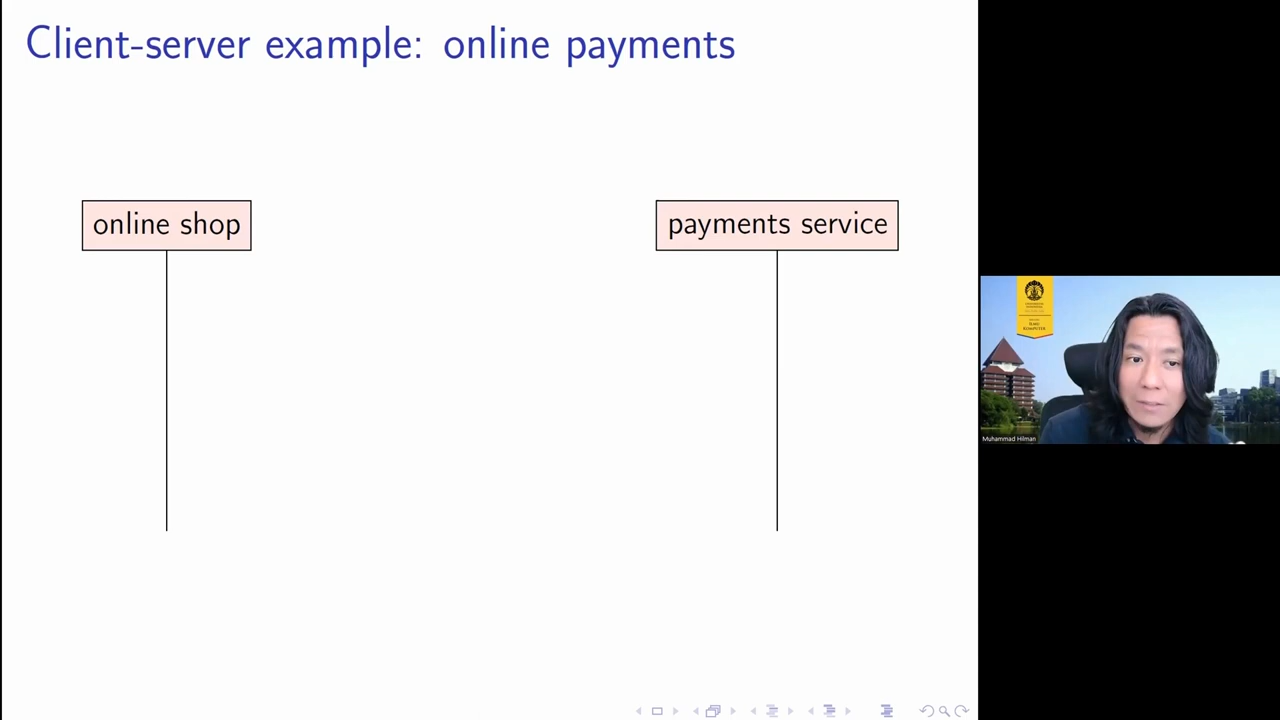 Client-server example: online payments
online shop
payments service
Muhammad Hilman